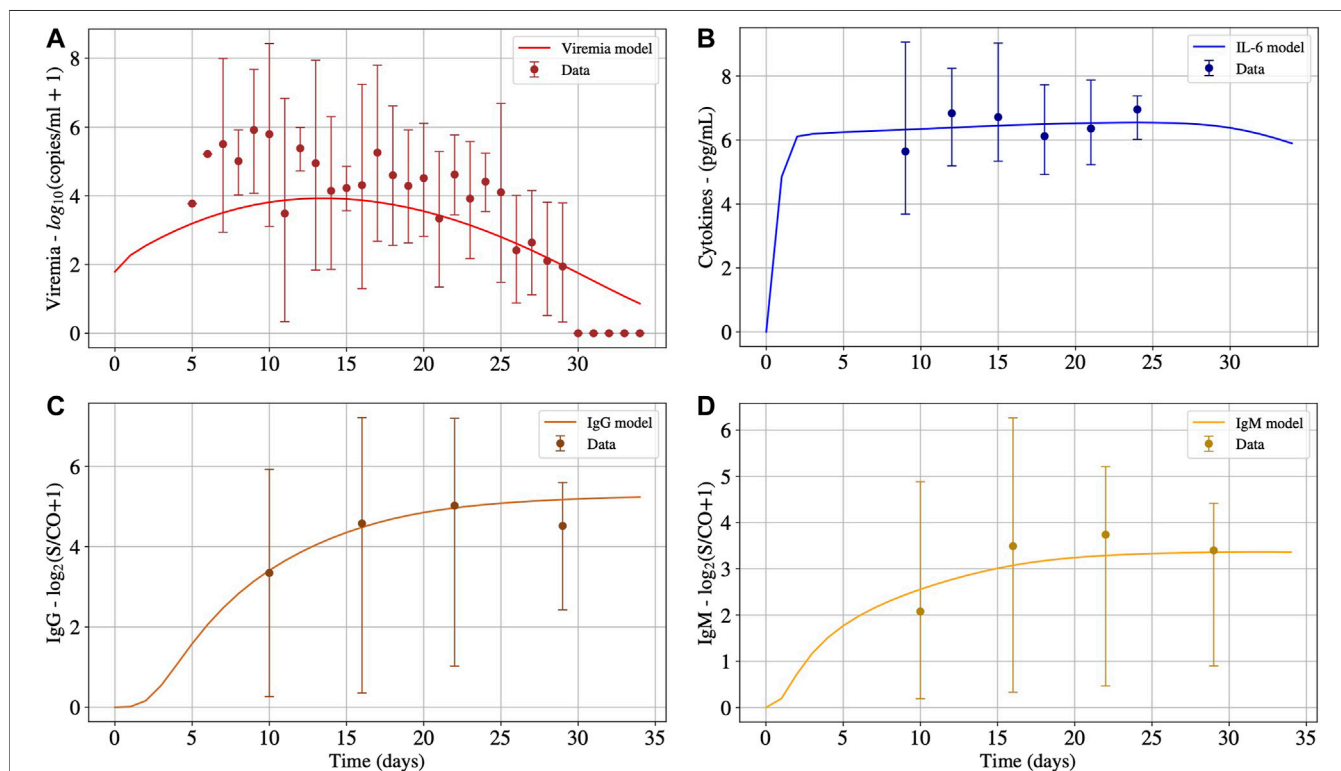 A
Viremia - log10(copies/ml + 1)
8
6
4
2
0
Viremia model
Data
0 5 10 15 20 25 30 35
B
Cytokines - (pg/mL)
8
6
4
2
0
IL-6 model
Data
0 5 10 15 20 25 30 35
C
IgG - log2(S/CO+1)
6
4
2
0
IgG model
Data
0 5 10 15 20 25 30 35
Time (days)
D
IgM - log2(S/CO+1)
6
5
4
3
2
1
0
IgM model
Data
0 5 10 15 20 25 30 35
Time (days)